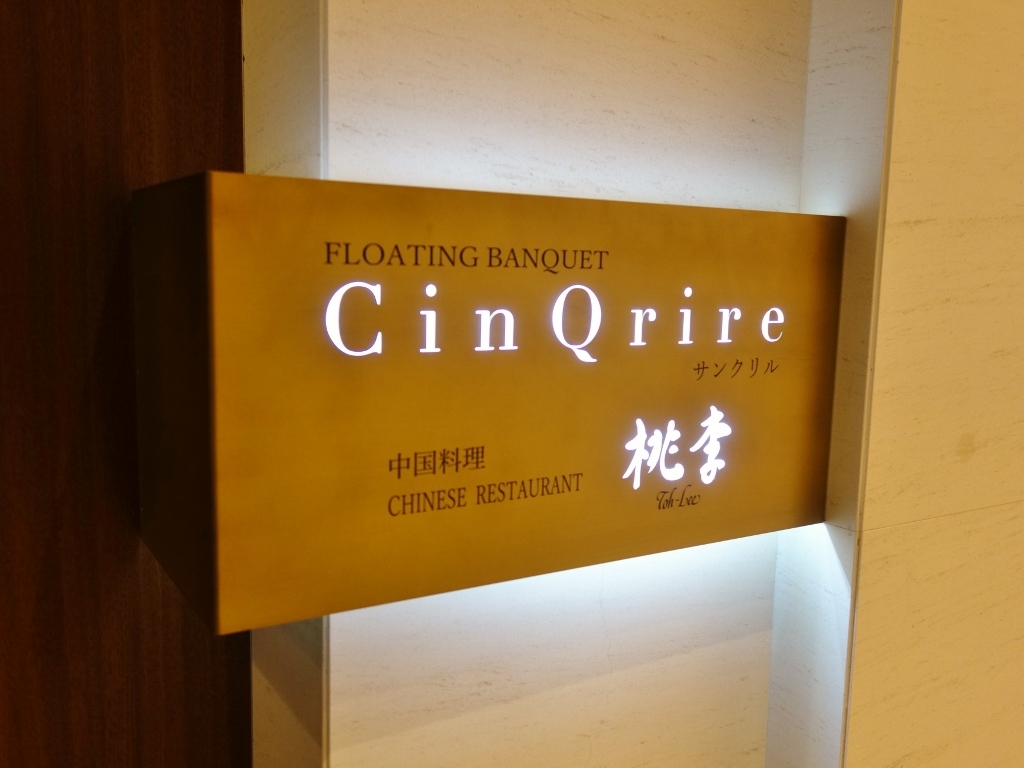 FLOATING BANQUET
CinQrire
サンクリル
中国料理
CHINESE RESTAURANT
桃李
Toh-Lee